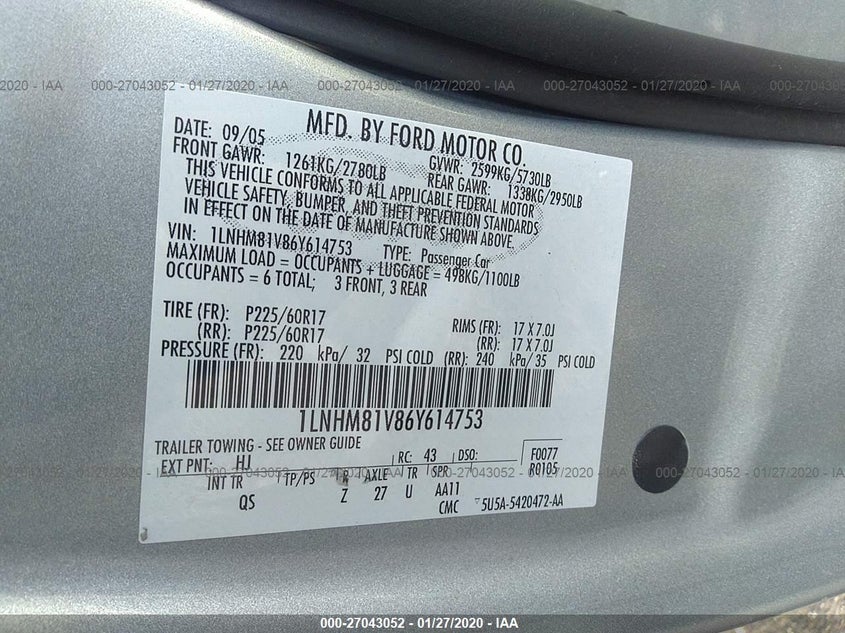 000-27043052 - 01/27/2020 - IAA
DATE: 09/05 MFD. BY FORD MOTOR CO.
FRONT GAWR: 1261KG/2780LB GVWR: 2599KG/5730LB
REAR GAWR: 1338KG/2950LB
THIS VEHICLE CONFORMS TO ALL APPLICABLE FEDERAL MOTOR
VEHICLE SAFETY, BUMPER, AND THEFT PREVENTION STANDARDS
IN EFFECT ON THE DATE OF MANUFACTURE SHOWN ABOVE.
VIN: 1LNHM81V86Y614753 TYPE: Passenger Car
MAXIMUM LOAD = OCCUPANTS + LUGGAGE = 498KG/1100LB
OCCUPANTS = 6 TOTAL; 3 FRONT, 3 REAR
TIRE (FR): P225/60R17 RIMS (FR): 17 X 7.0J
(RR): P225/60R17 (RR): 17 X 7.0J
PRESSURE (FR): 220 kPa/ 32 PSI COLD (RR): 240 kPa/ 35 PSI COLD
1LNHM81V86Y614753
TRAILER TOWING - SEE OWNER GUIDE
EXT PNT: HJ RC: 43 DSO: F0077
R0105
INT TR TP/PS R AXLE TR SPR
QS Z 27 U AA11
CMC 5U5A-5420472-AA
000-27043052 - 01/27/2020 - IAA